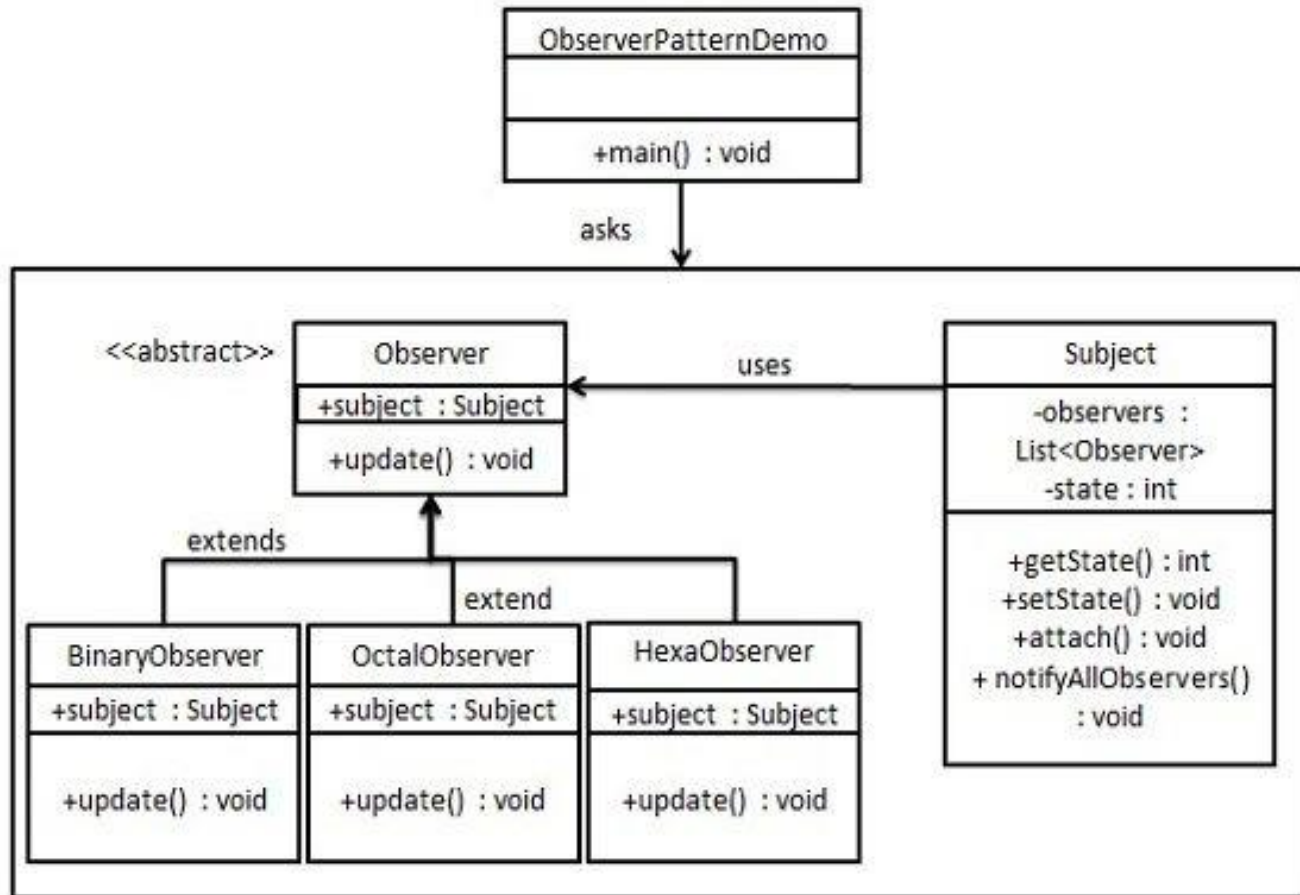 ObserverPatternDemo
+main() : void
asks
<<abstract>>
Observer
+subject : Subject
+update() : void
uses
Subject
-observers :
List<Observer>
-state : int
+getState() : int
+setState() : void
+attach() : void
+ notifyAllObservers()
: void
extends
extend
BinaryObserver
+subject : Subject
+update() : void
OctalObserver
+subject : Subject
+update() : void
HexaObserver
+subject : Subject
+update() : void